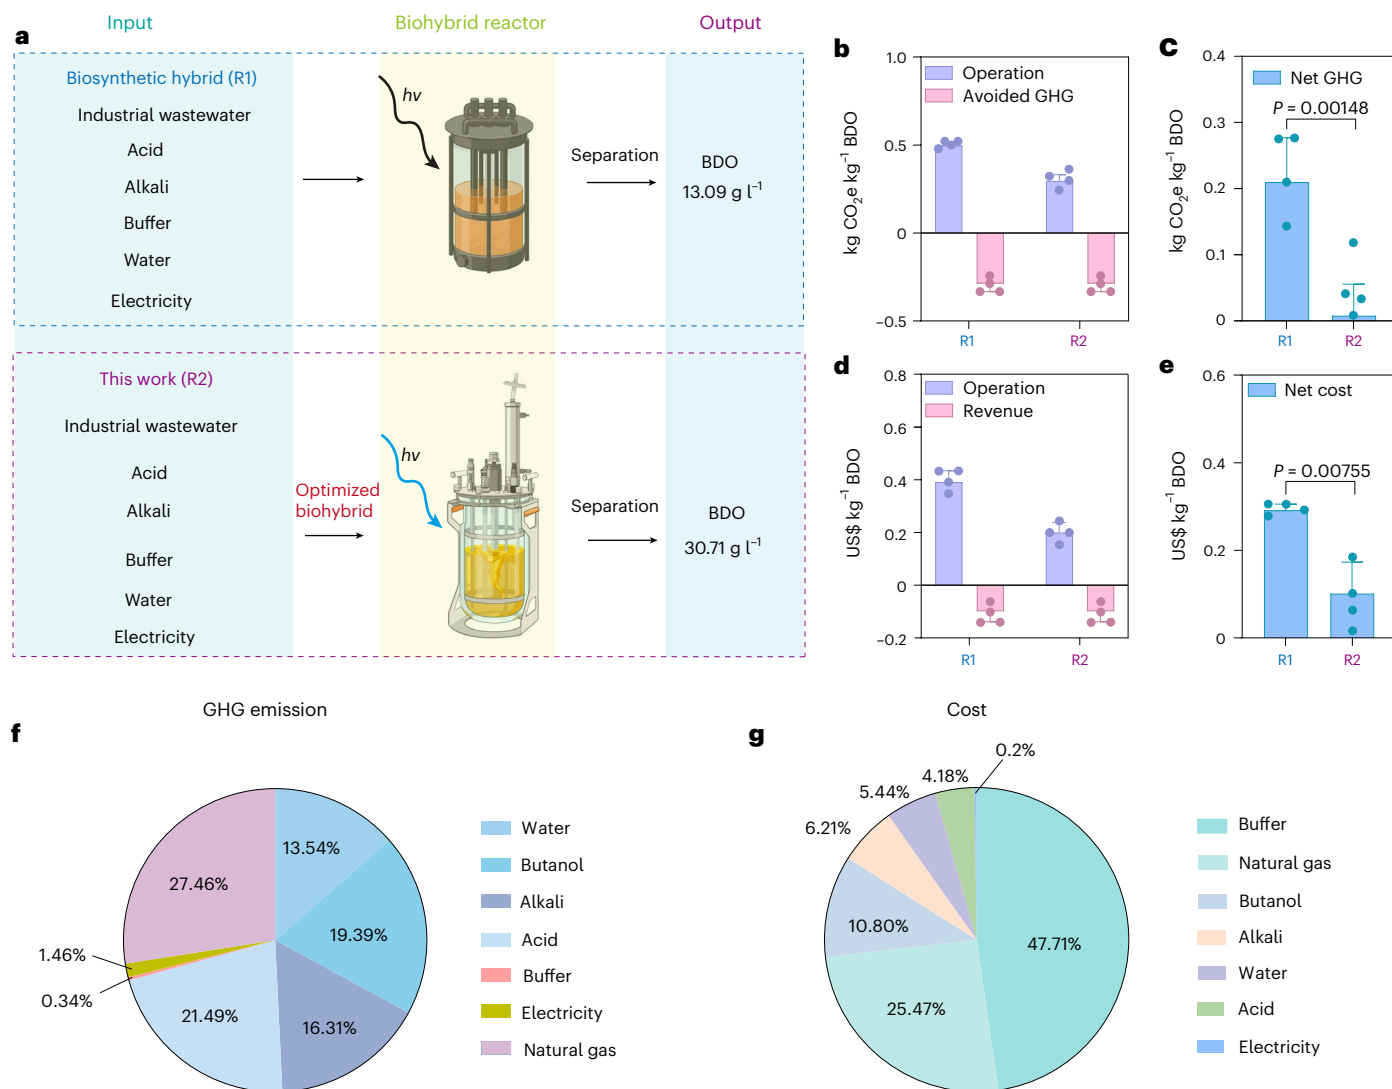 Input
Biohybrid reactor
Output
a
Biosynthetic hybrid (R1)
Industrial wastewater
Acid
Alkali
Buffer
Water
Electricity
hv
Separation
BDO
13.09 g l⁻¹
This work (R2)
Industrial wastewater
Acid
Alkali
Buffer
Water
Electricity
Optimized
biohybrid
hv
Separation
BDO
30.71 g l⁻¹
b
kg CO₂e kg⁻¹ BDO
1.0
0.5
0
−0.5
Operation
Avoided GHG
R1
R2
C
kg CO₂e kg⁻¹ BDO
0.4
0.3
0.2
0.1
0
Net GHG
P = 0.00148
R1
R2
d
US$ kg⁻¹ BDO
0.8
0.6
0.4
0.2
0
−0.2
Operation
Revenue
R1
R2
e
US$ kg⁻¹ BDO
0.6
0.4
0.2
0
Net cost
P = 0.00755
R1
R2
f
GHG emission
13.54%
19.39%
16.31%
21.49%
0.34%
1.46%
27.46%
Water
Butanol
Alkali
Acid
Buffer
Electricity
Natural gas
g
Cost
0.2%
4.18%
5.44%
6.21%
10.80%
25.47%
47.71%
Buffer
Natural gas
Butanol
Alkali
Water
Acid
Electricity